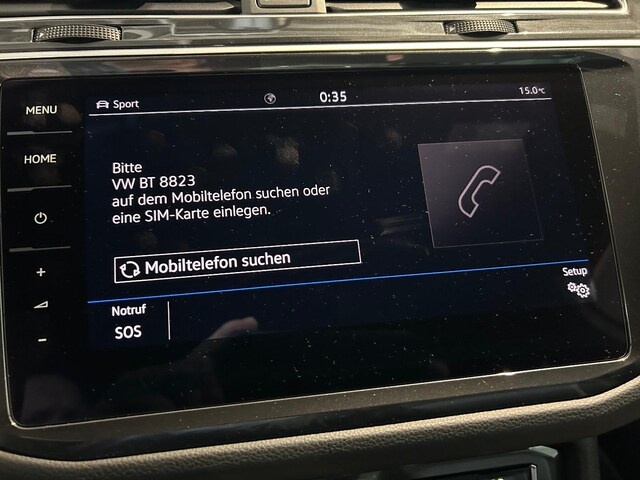 MENU
HOME
+
-
Sport
0:35
15.0°C
Bitte
VW BT 8823
auf dem Mobiltelefon suchen oder
eine SIM-Karte einlegen.
Mobiltelefon suchen
Setup
Notruf
SOS